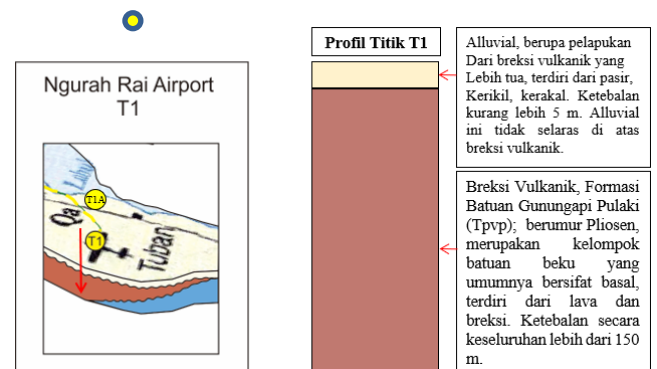 Ngurah Rai Airport
T1
T1A
Qa
T1
Tuban
Profil Titik T1
Alluvial, berupa pelapukan
Dari breksi vulkanik yang
Lebih tua, terdiri dari pasir,
Kerikil, kerakal. Ketebalan
kurang lebih 5 m. Alluvial
ini tidak selaras di atas
breksi vulkanik.
Breksi Vulkanik, Formasi
Batuan Gunungapi Pulaki
(Tpvp); berumur Pliosen,
merupakan kelompok
batuan beku yang
umumnya bersifat basal,
terdiri dari lava dan
breksi. Ketebalan secara
keseluruhan lebih dari 150
m.